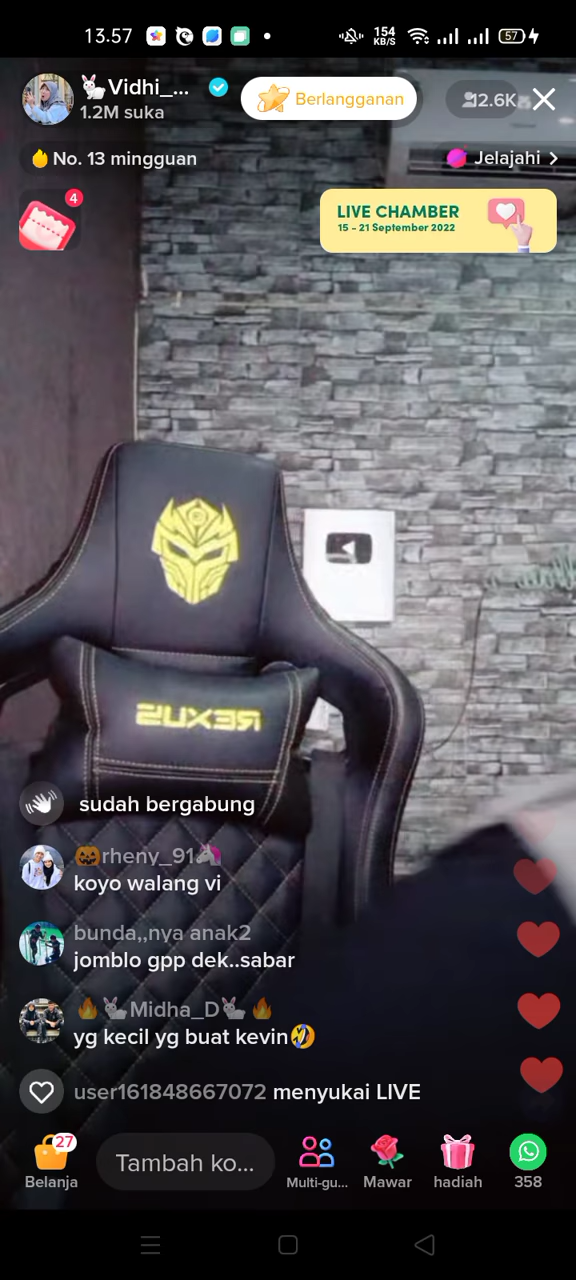 13.57
154
KB/S
57
Vidhi_...
1.2M suka
Berlangganan
12.6K
No. 13 mingguan
Jelajahi
4
LIVE CHAMBER
15 - 21 September 2022
REXUS
sudah bergabung
rheny_91
koyo walang vi
bunda,,nya anak2
jomblo gpp dek..sabar
Midha_D
yg kecil yg buat kevin🤣
user161848667072 menyukai LIVE
27
Tambah ko...
Belanja
Multi-gu...
Mawar
hadiah
358